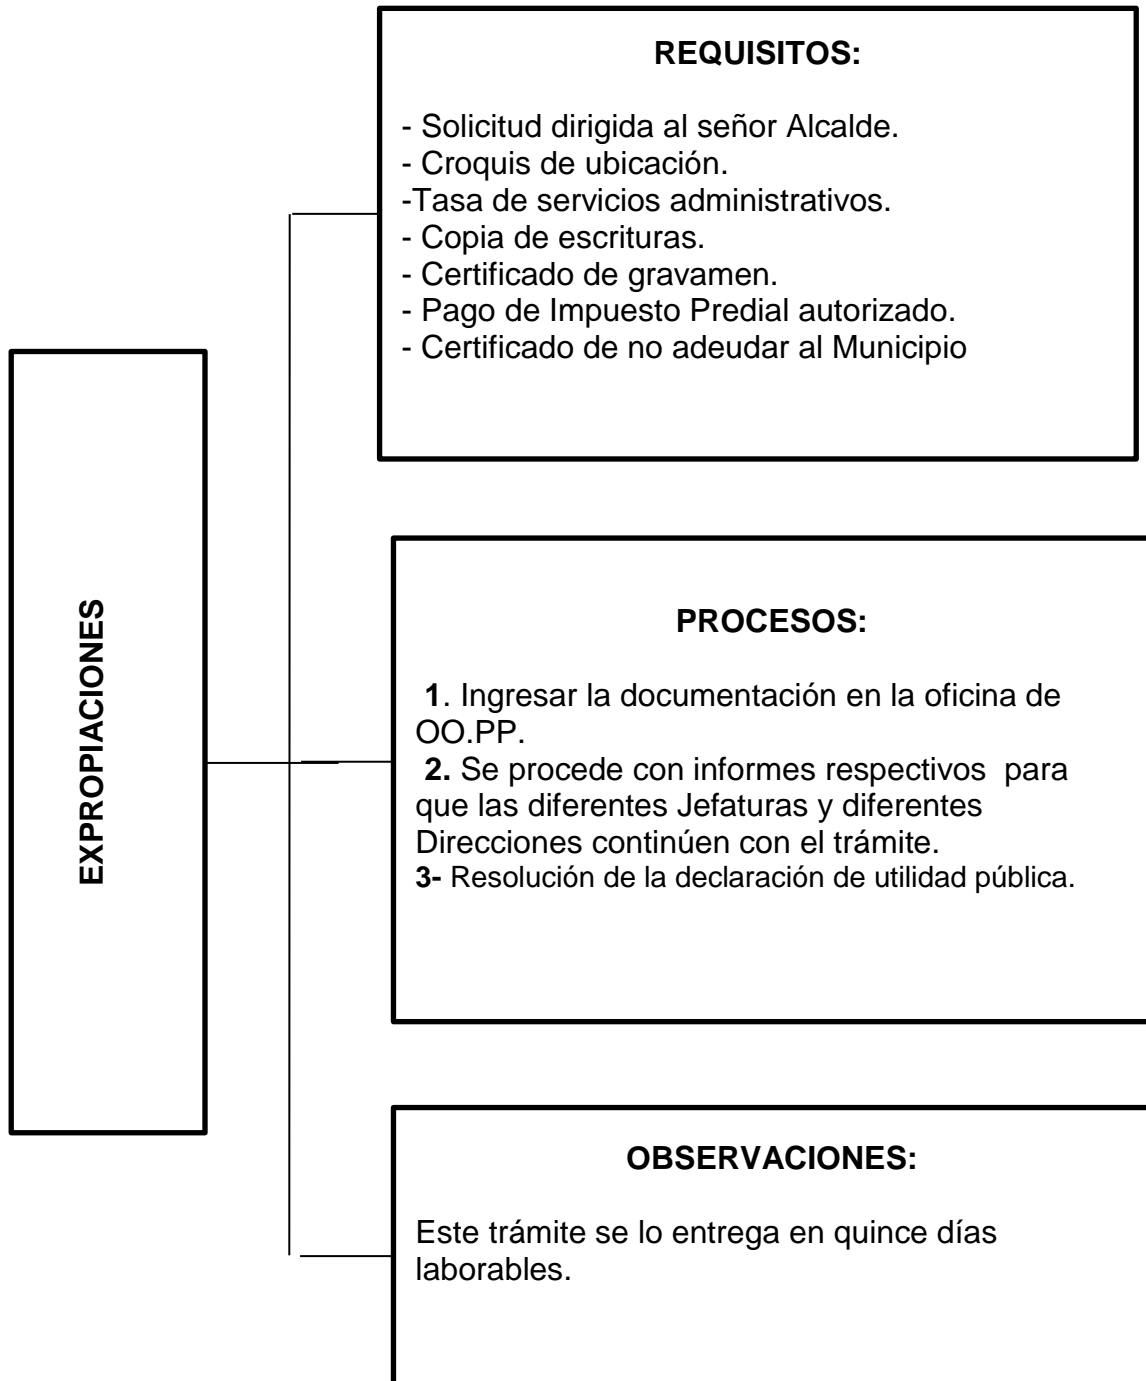 EXPROPIACIONES
REQUISITOS:
- Solicitud dirigida al señor Alcalde.
- Croquis de ubicación.
-Tasa de servicios administrativos.
- Copia de escrituras.
- Certificado de gravamen.
- Pago de Impuesto Predial autorizado.
- Certificado de no adeudar al Municipio
PROCESOS:
1. Ingresar la documentación en la oficina de
OO.PP.
2. Se procede con informes respectivos para
que las diferentes Jefaturas y diferentes
Direcciones continúen con el trámite.
3- Resolución de la declaración de utilidad pública.
OBSERVACIONES:
Este trámite se lo entrega en quince días
laborables.